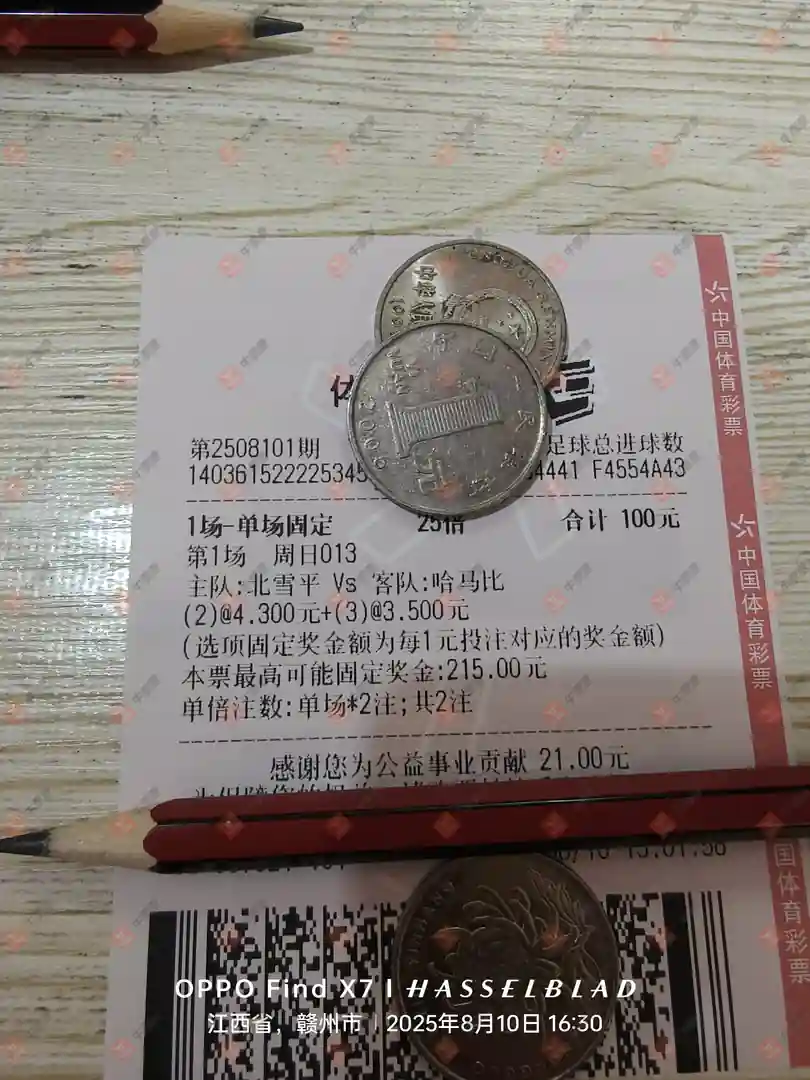 第2508101期
足球总进球数
14036152222534
4441 F4554A43
1场-单场固定 25倍 合计 100元
第1场 周日013
主队:北雪平 Vs 客队:哈马比
(2)@4.300元+(3)@3.500元
(选项固定奖金额为每1元投注对应的奖金额)
本票最高可能固定奖金:215.00元
单倍注数:单场*2注;共2注
感谢您为公益事业贡献 21.00元
中国体育彩票
中国体育彩票
国体育彩票
OPPO Find X7 | HASSELBLAD
江西省，赣州市 | 2025年8月10日 16:30